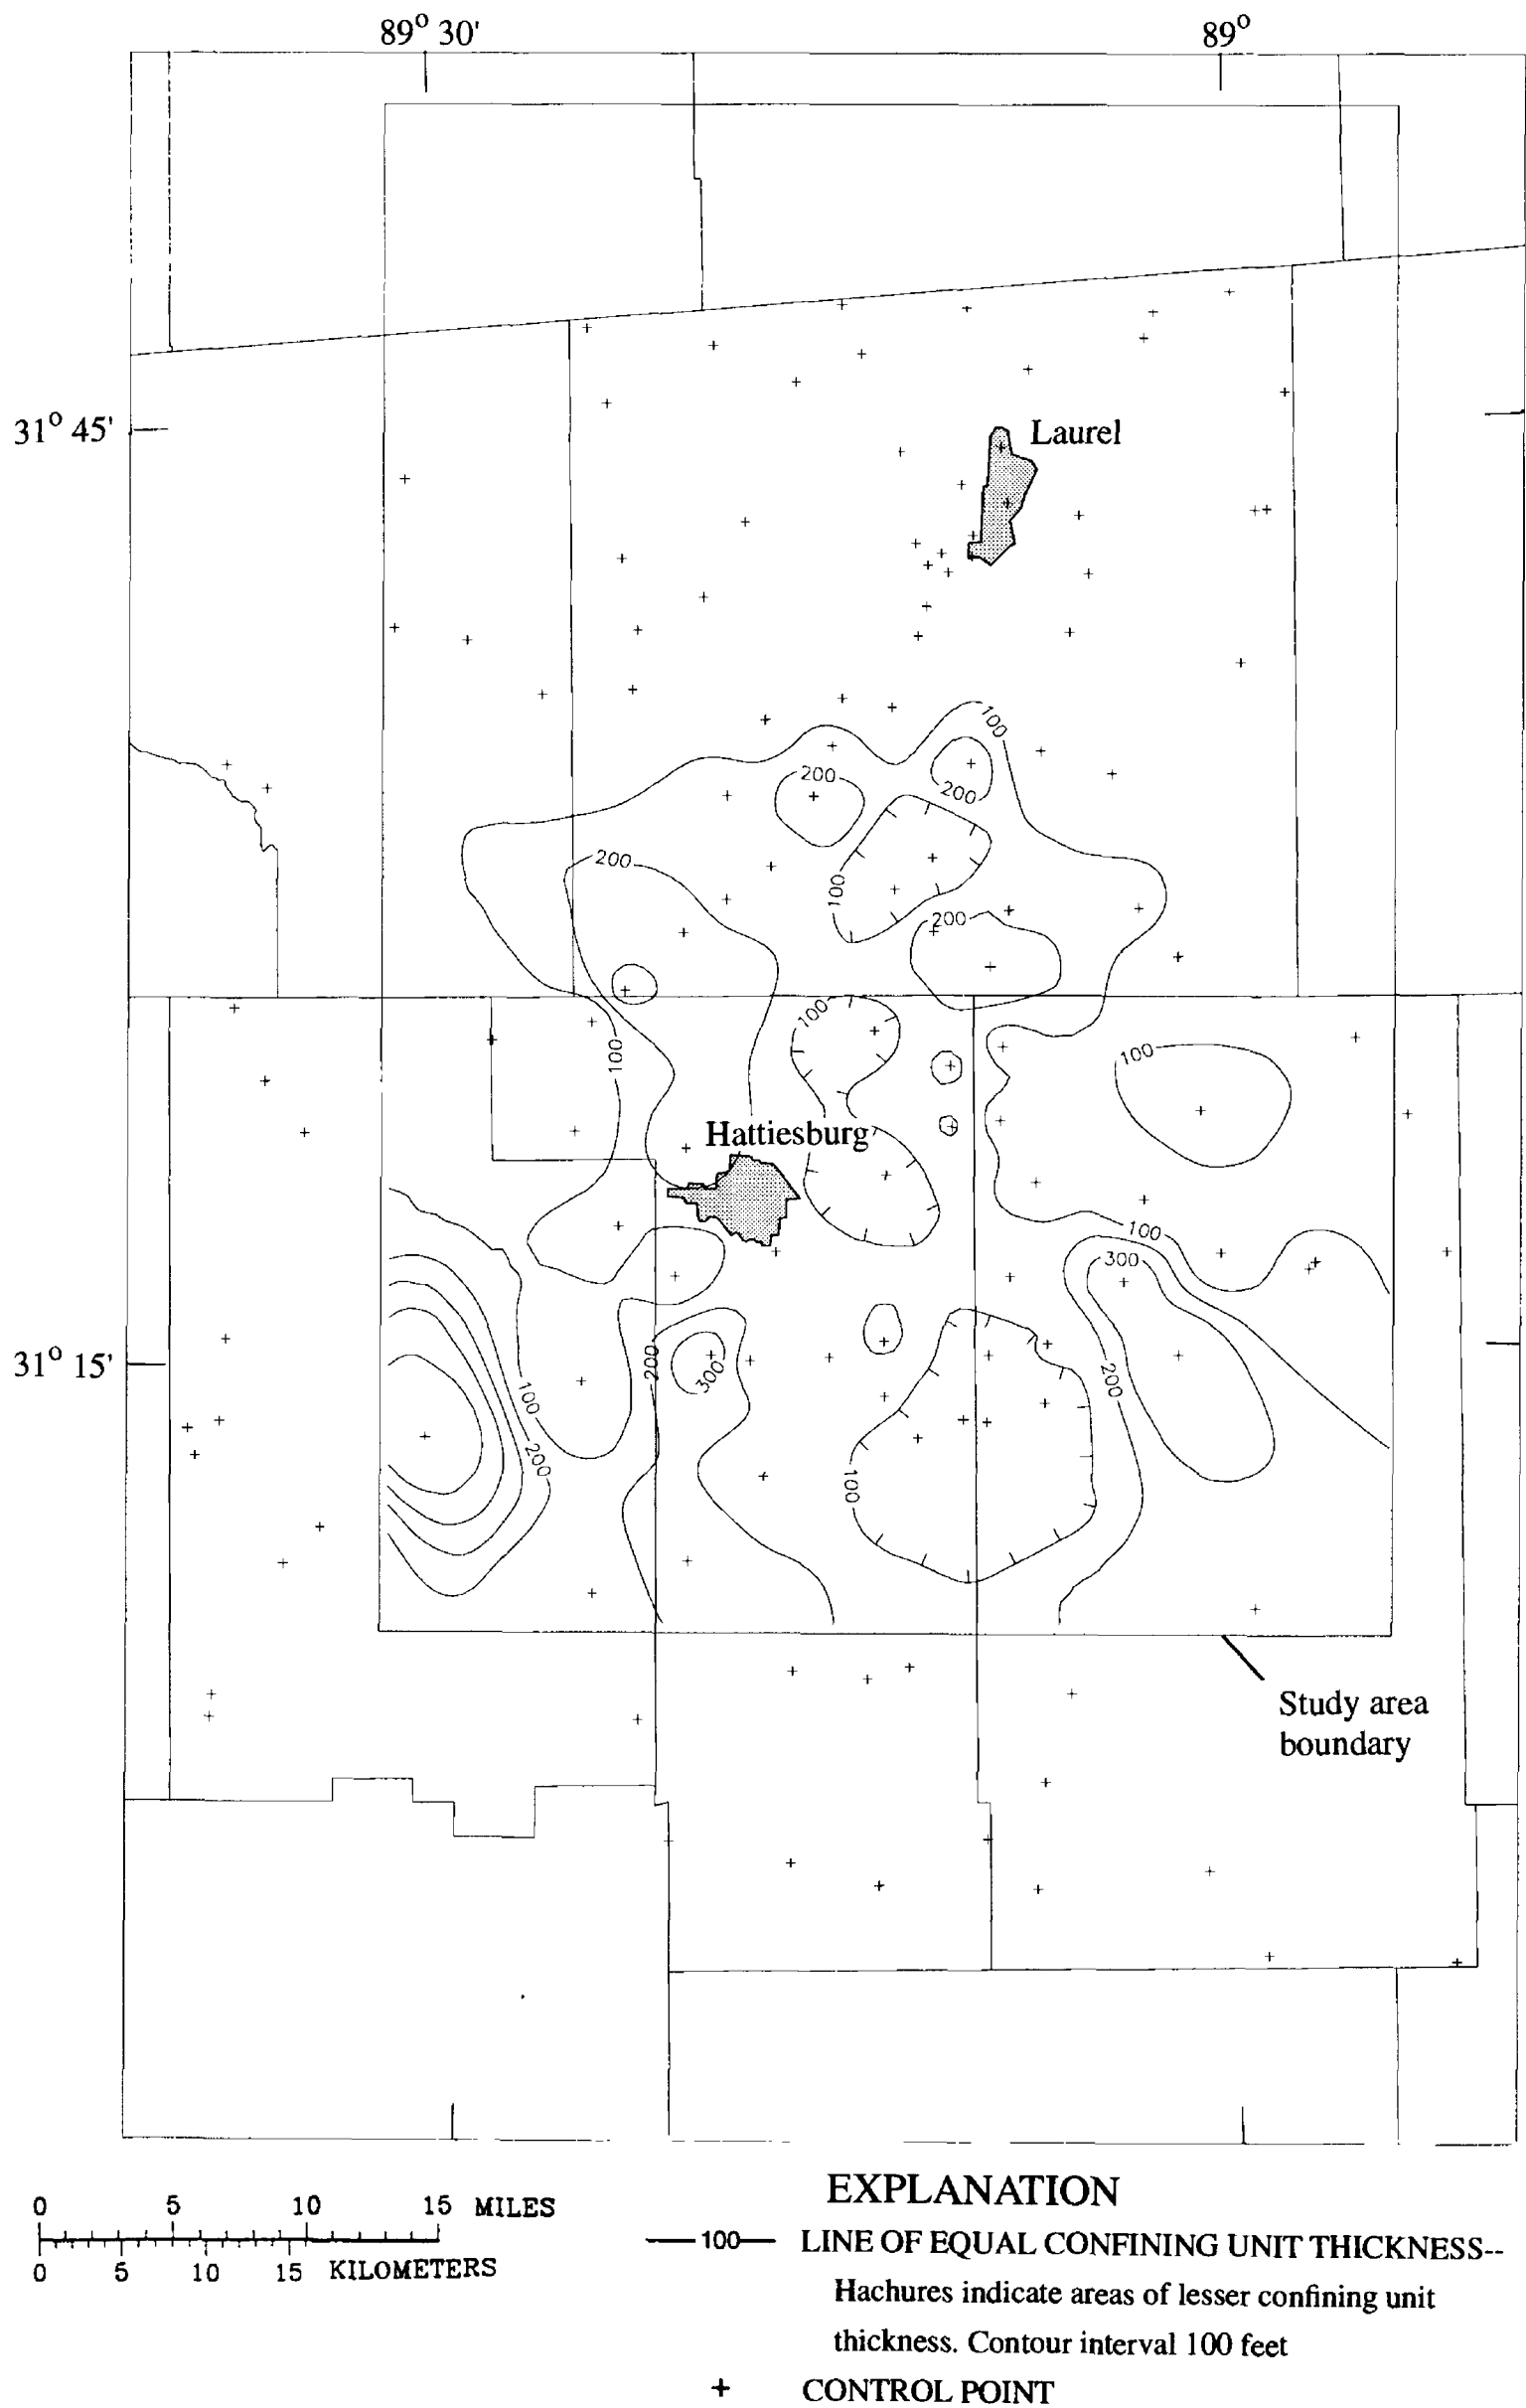 89° 30'
89°
31° 45'
Laurel
100
200
200
200
100
200
100
100
100
Hattiesburg
100
300
31° 15'
200
300
200
100
200
100
Study area
boundary
EXPLANATION
0 5 10 15 MILES
0 5 10 15 KILOMETERS
—100— LINE OF EQUAL CONFINING UNIT THICKNESS--
Hachures indicate areas of lesser confining unit
thickness. Contour interval 100 feet
+ CONTROL POINT